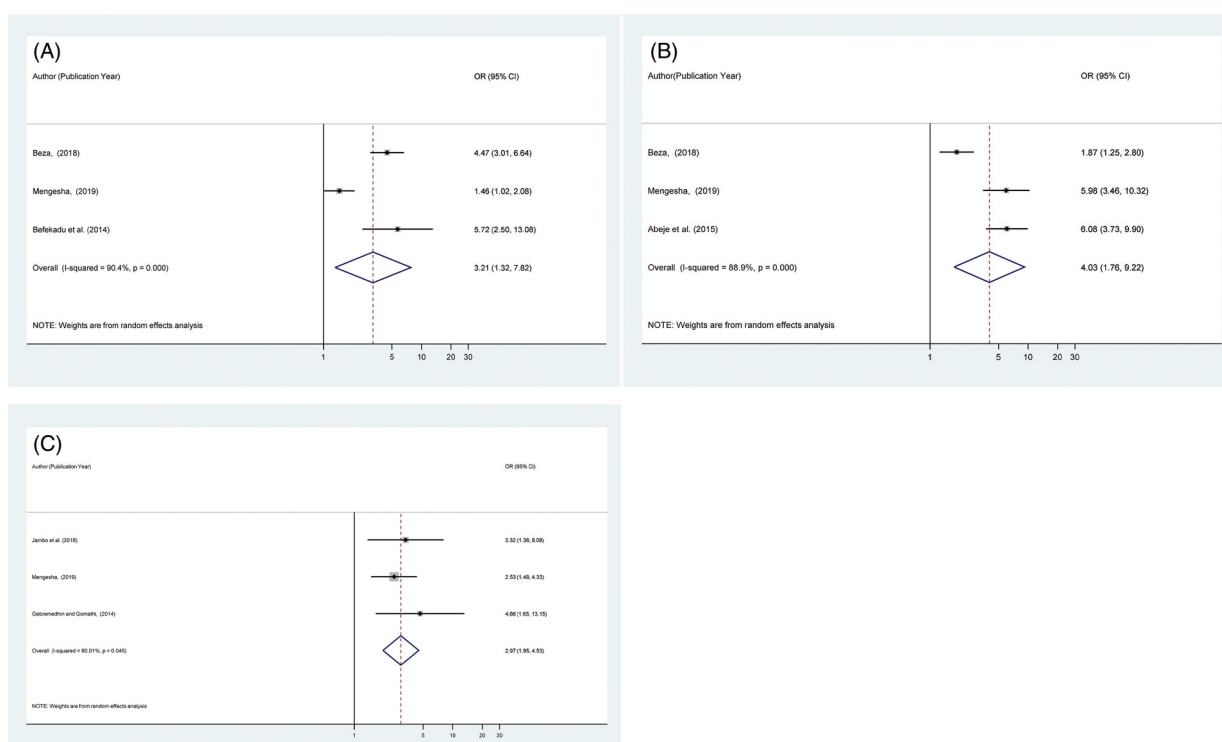 (A)
Author (Publication Year) OR (95% CI)
Beza, (2018) 4.47 (3.01, 6.64)
Mengesha, (2019) 1.46 (1.02, 2.08)
Befekadu et al. (2014) 5.72 (2.50, 13.08)
Overall (I-squared = 90.4%, p = 0.000) 3.21 (1.32, 7.82)
NOTE: Weights are from random effects analysis
1 5 10 20 30
(B)
Author(Publication Year) OR (95% CI)
Beza, (2018) 1.87 (1.25, 2.80)
Mengesha, (2019) 5.98 (3.46, 10.32)
Abeje et al. (2015) 6.08 (3.73, 9.90)
Overall (I-squared = 88.9%, p = 0.000) 4.03 (1.76, 9.22)
NOTE: Weights are from random effects analysis
1 5 10 20 30
(C)
Author (Publication Year) OR (95% CI)
Jambo et al. (2018) 3.32 (1.36, 8.08)
Mengesha, (2019) 2.53 (1.48, 4.33)
Gebremedhin and Gomathi, (2014) 4.66 (1.65, 13.15)
Overall (I-squared = 80.01%, p = 0.045) 2.97 (1.95, 4.53)
NOTE: Weights are from random effects analysis
1 5 10 20 30